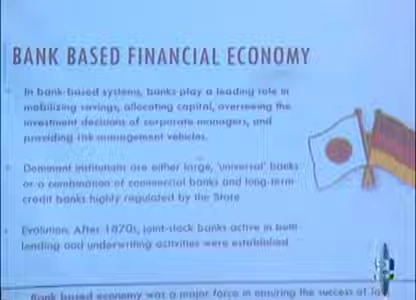 BANK BASED FINANCIAL ECONOMY
In bank-based systems, banks play a leading role in
mobilizing savings, allocating capital, overseeing the
investment decisions of corporate managers, and
providing risk management vehicles.
Dominant institutions are either large, 'universal' banks
or a combination of commercial banks and long-term
credit banks highly regulated by the State
Evolution: After 1870s, joint-stock banks active in both
lending and underwriting activities were established
Bank based economy was a major force in ensuring the success of